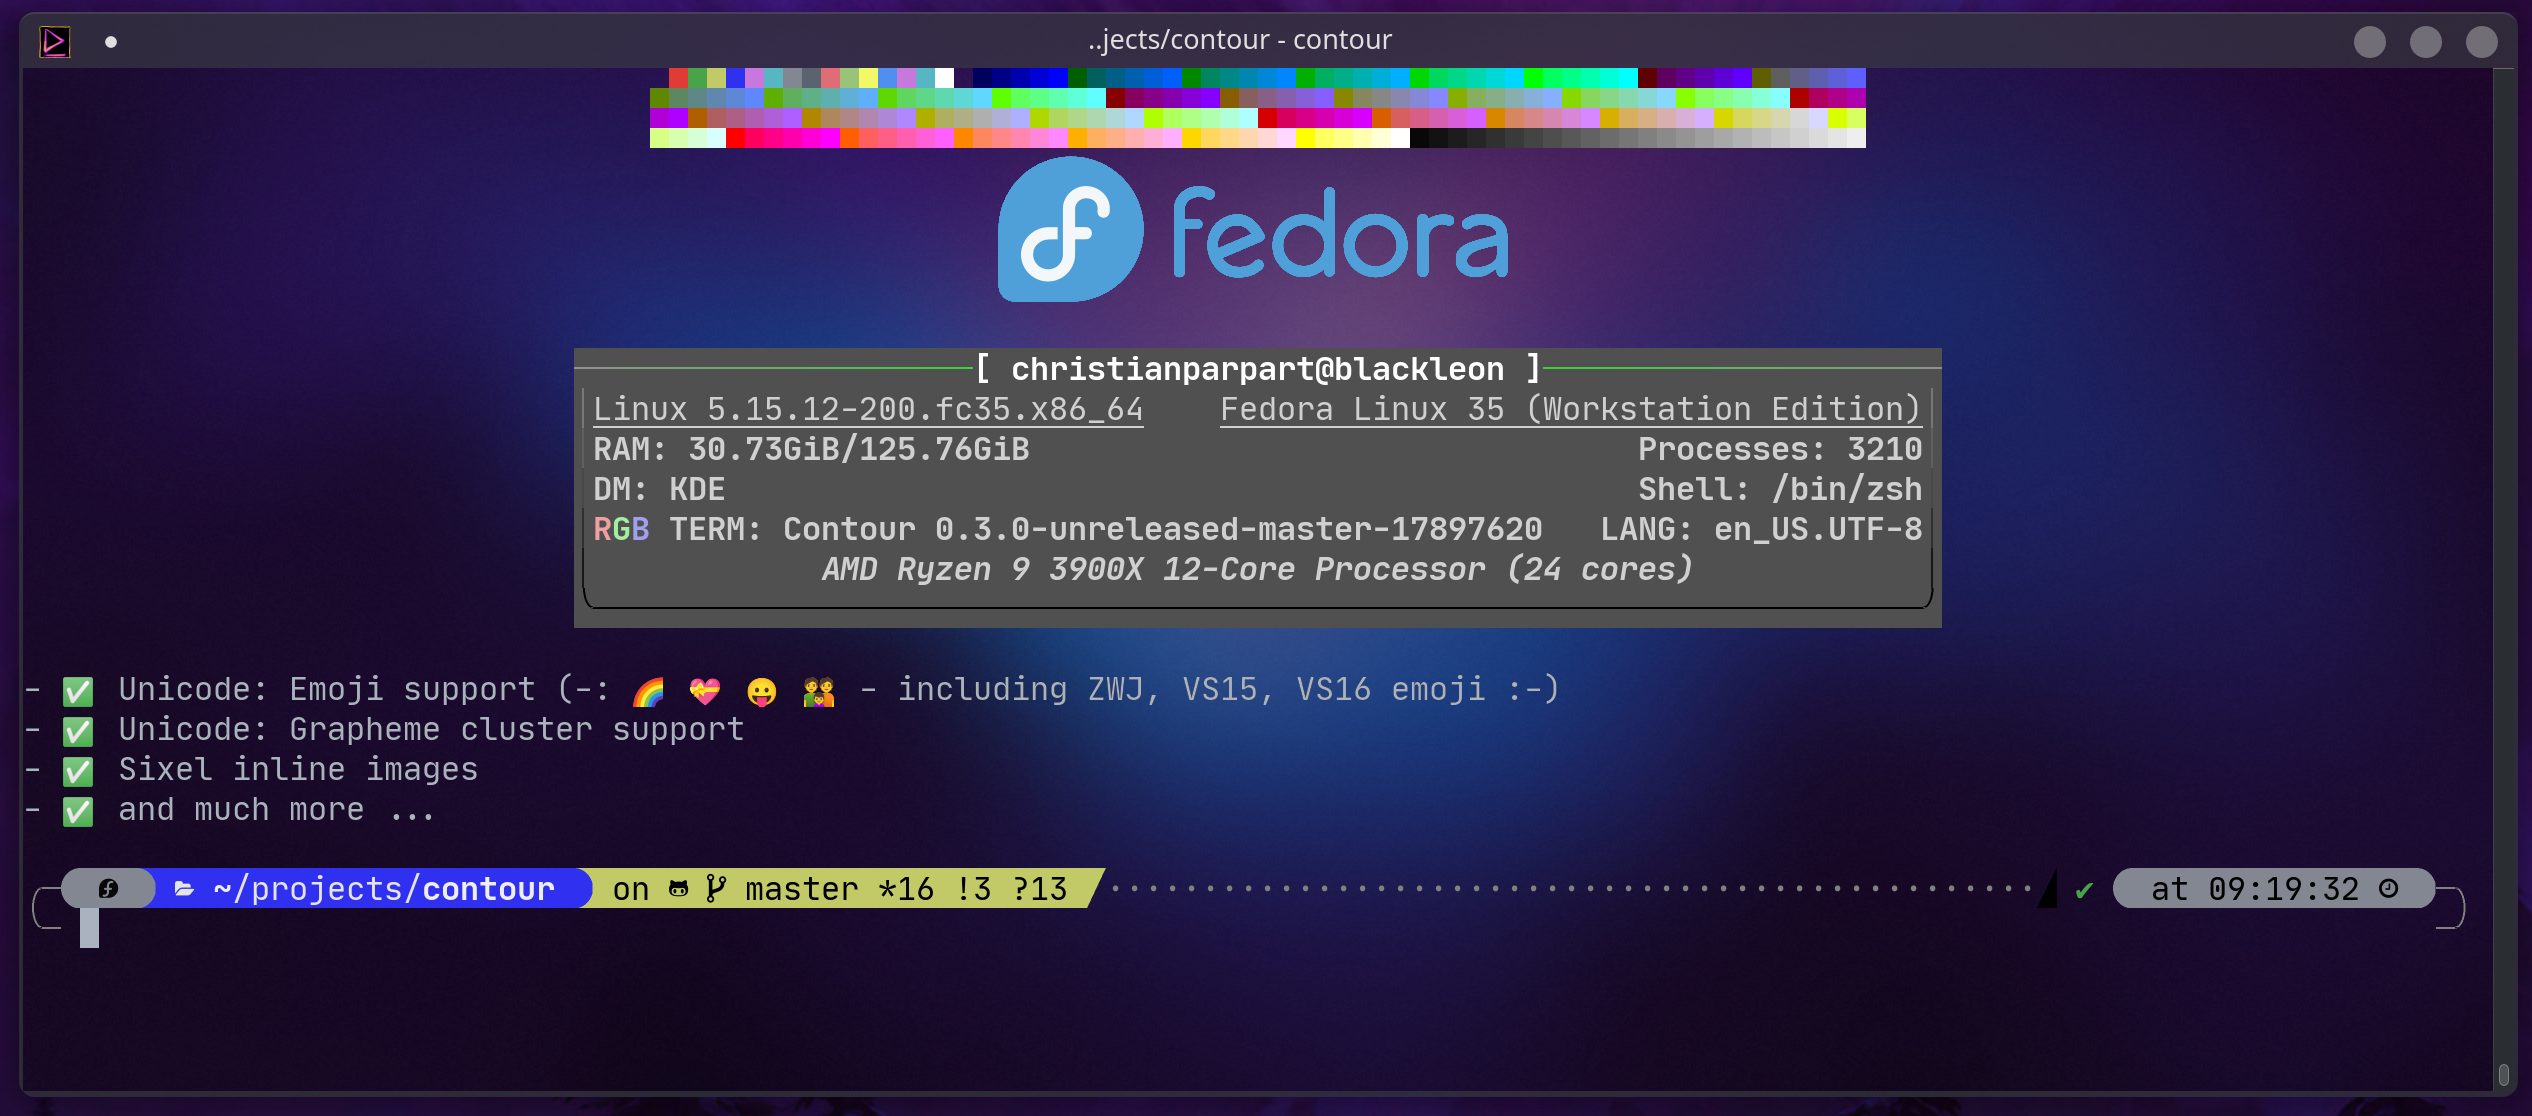 ..jects/contour - contour
fedora
[ christianparpart@blackleon ]
Linux 5.15.12-200.fc35.x86_64 Fedora Linux 35 (Workstation Edition)
RAM: 30.73GiB/125.76GiB Processes: 3210
DM: KDE Shell: /bin/zsh
RGB TERM: Contour 0.3.0-unreleased-master-17897620 LANG: en_US.UTF-8
AMD Ryzen 9 3900X 12-Core Processor (24 cores)
- ✅ Unicode: Emoji support (-: 🌈 💝 😛 👩‍👩‍👦 - including ZWJ, VS15, VS16 emoji :-)
- ✅ Unicode: Grapheme cluster support
- ✅ Sixel inline images
- ✅ and much more ...
~/projects/contour on master *16 !3 ?13 ✔ at 09:19:32